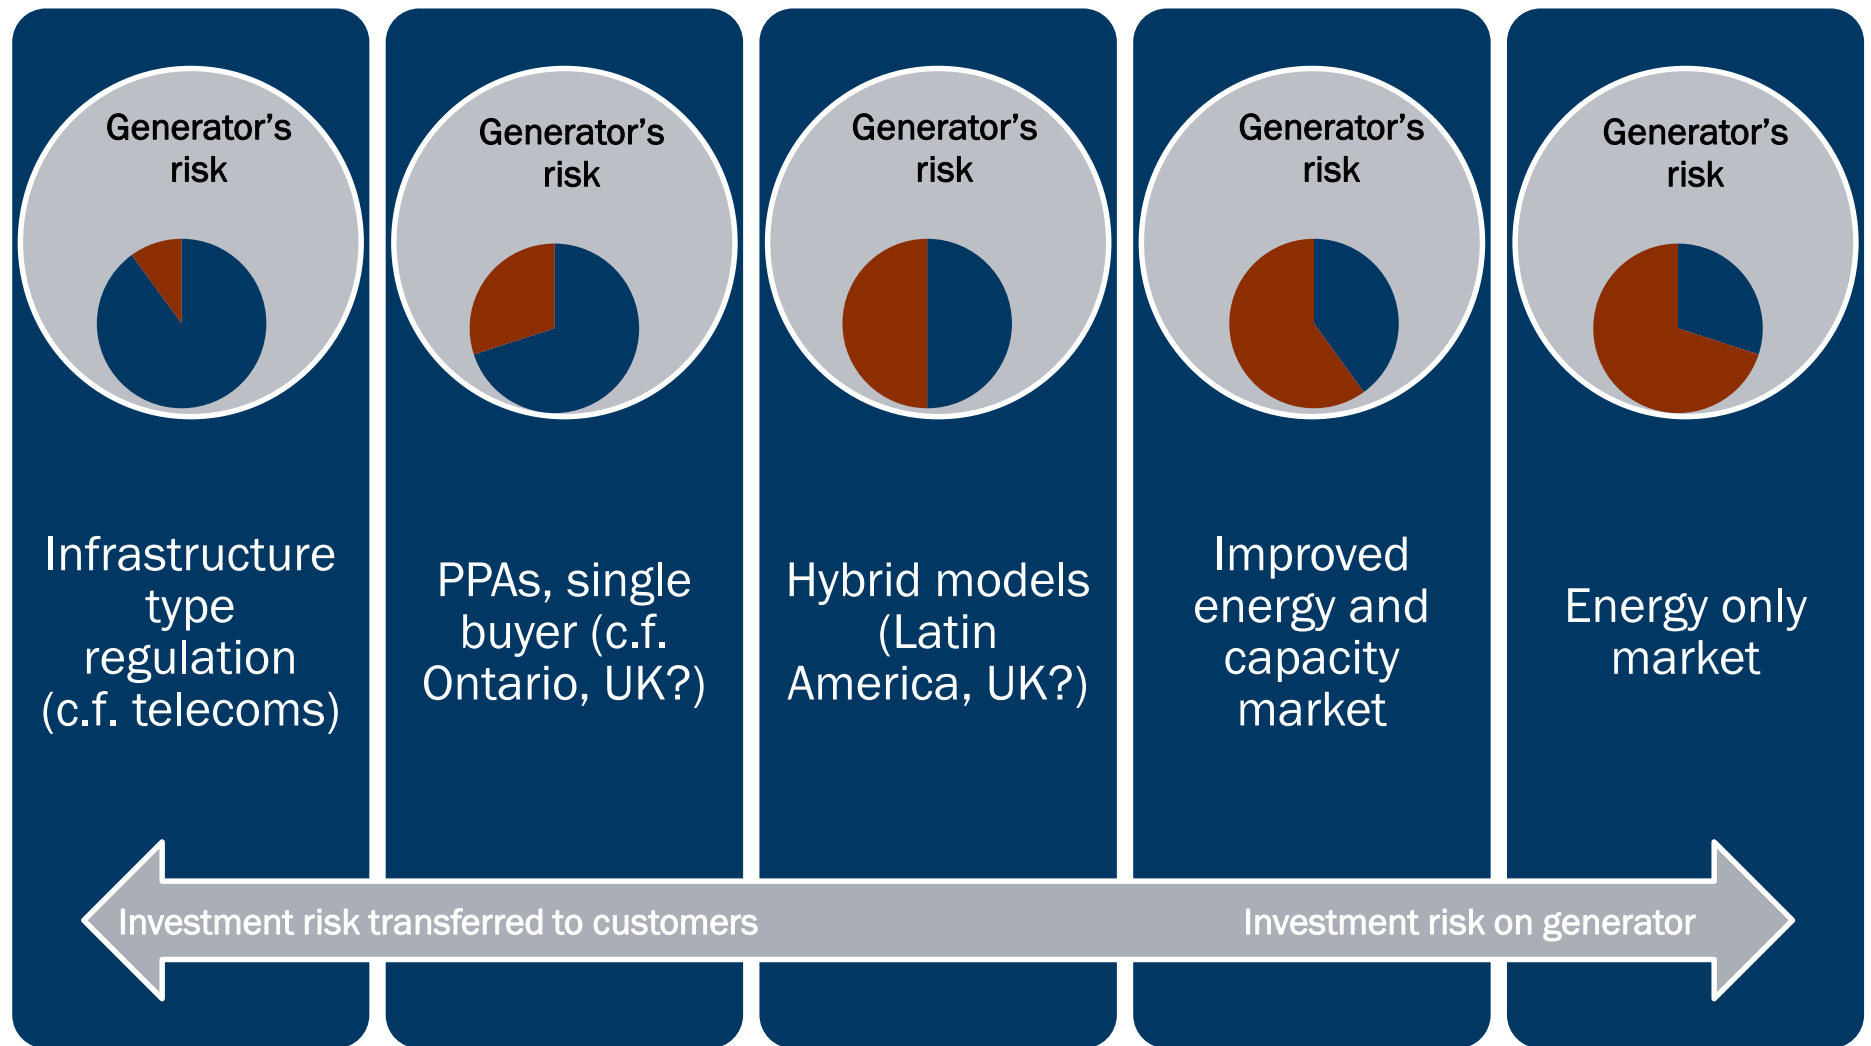 Generator's
risk
Generator's
risk
Generator's
risk
Generator's
risk
Generator's
risk
Infrastructure
type
regulation
(c.f. telecoms)
PPAs, single
buyer (c.f.
Ontario, UK?)
Hybrid models
(Latin
America, UK?)
Improved
energy and
capacity
market
Energy only
market
Investment risk transferred to customers
Investment risk on generator